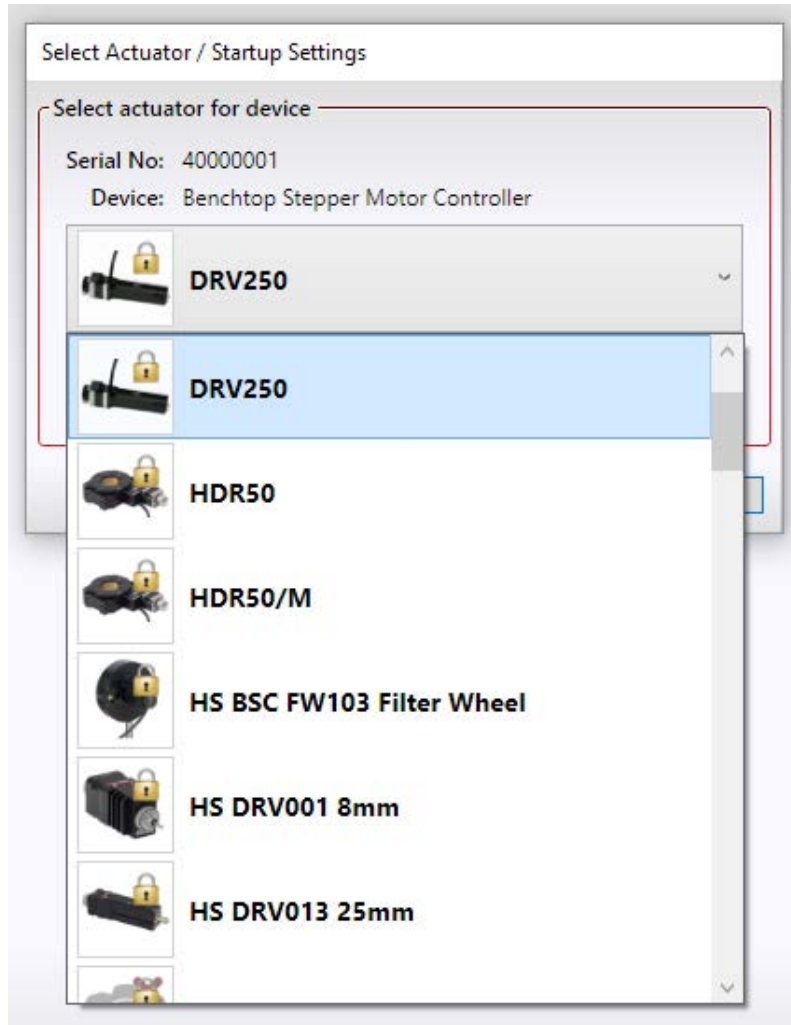 Select Actuator / Startup Settings
Select actuator for device
Serial No: 40000001
Device: Benchtop Stepper Motor Controller
DRV250
DRV250
HDR50
HDR50/M
HS BSC FW103 Filter Wheel
HS DRV001 8mm
HS DRV013 25mm